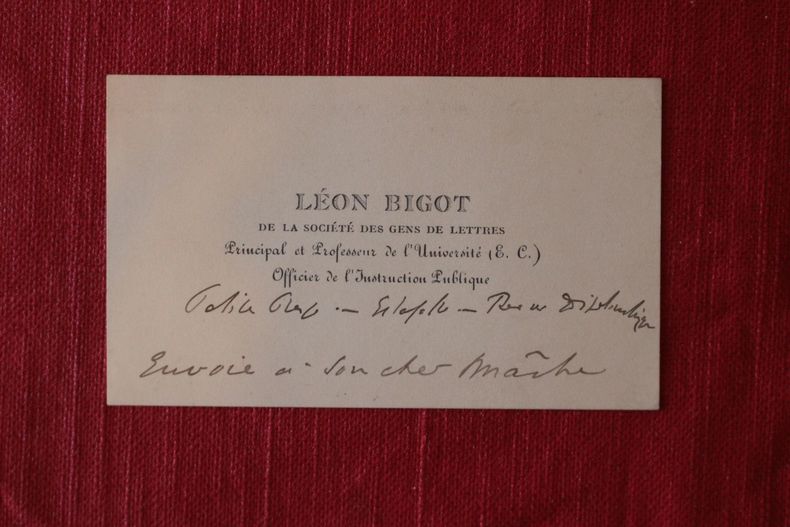 LÉON BIGOT
DE LA SOCIÉTÉ DES GENS DE LETTRES
Principal et Professeur de l'Université (E. C.)
Officier de l'Instruction Publique
Envoie à son cher